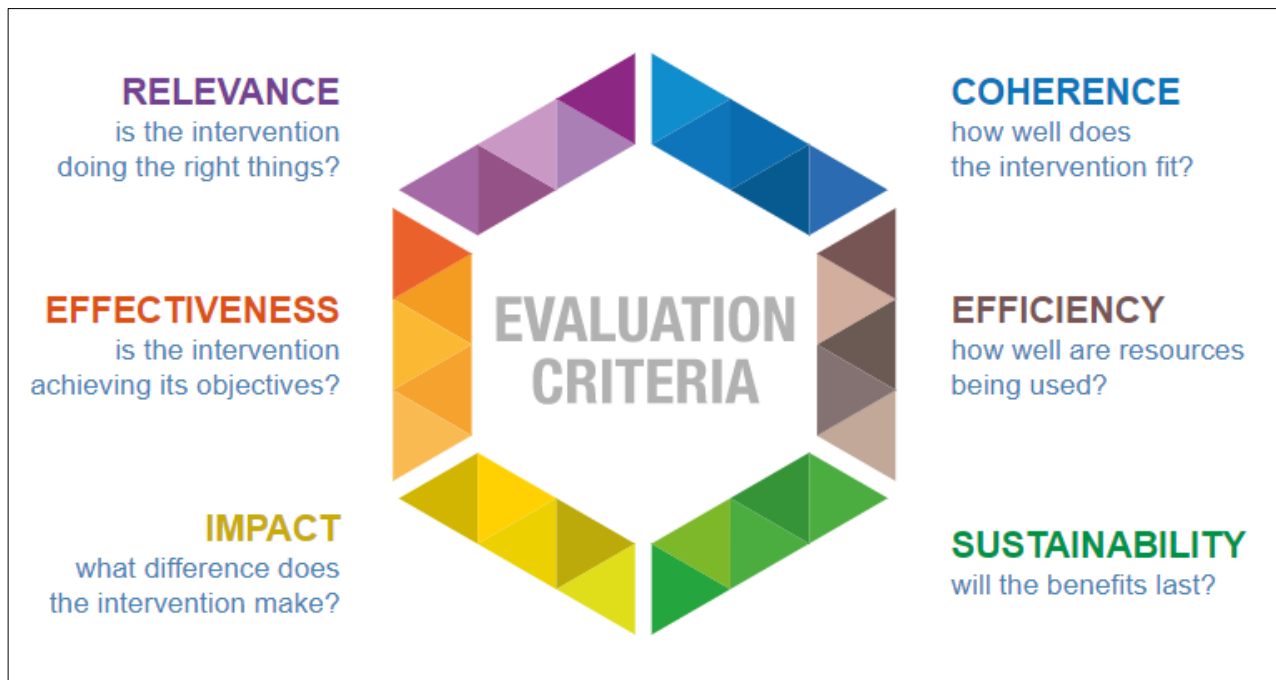 RELEVANCE
is the intervention
doing the right things?
COHERENCE
how well does
the intervention fit?
EFFECTIVENESS
is the intervention
achieving its objectives?
EVALUATION
CRITERIA
EFFICIENCY
how well are resources
being used?
IMPACT
what difference does
the intervention make?
SUSTAINABILITY
will the benefits last?